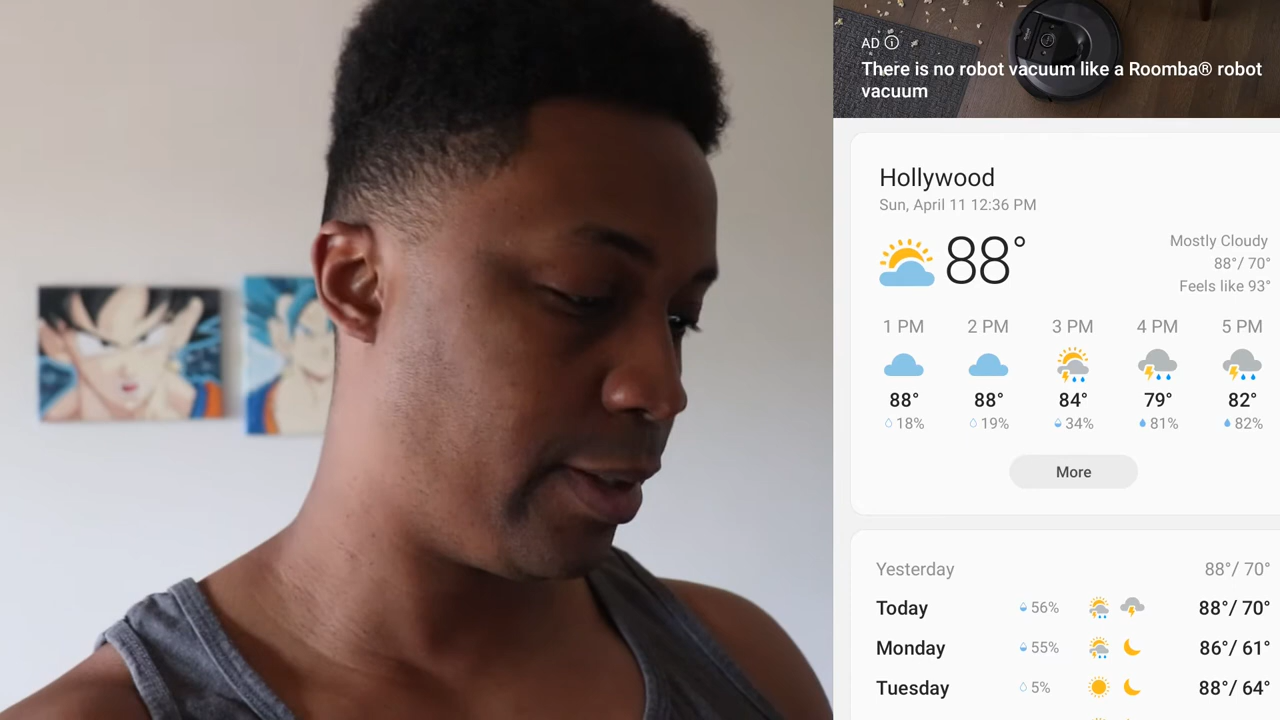 AD
There is no robot vacuum like a Roomba® robot
vacuum
Hollywood
Sun, April 11 12:36 PM
88°
Mostly Cloudy
88°/ 70°
Feels like 93°
1 PM 2 PM 3 PM 4 PM 5 PM
88° 88° 84° 79° 82°
18% 19% 34% 81% 82%
More
Yesterday 88°/ 70°
Today 56% 88°/ 70°
Monday 55% 86°/ 61°
Tuesday 5% 88°/ 64°